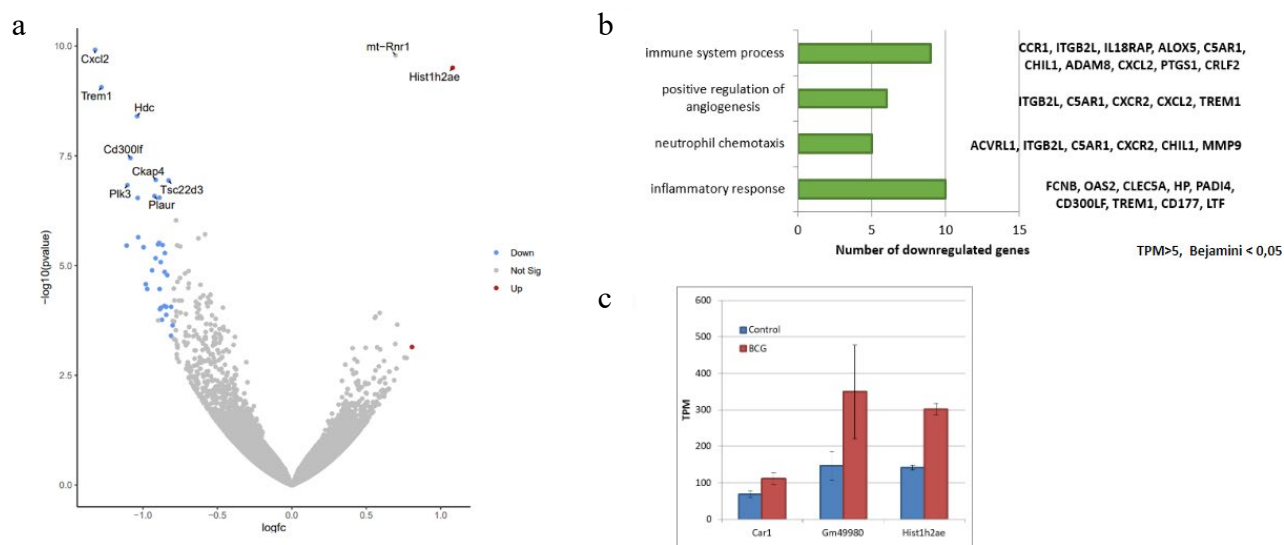 a
10.0
7.5
5.0
2.5
0.0
−log10(pvalue)
Cxcl2
Trem1
Hdc
Cd300lf
Ckap4
Plk3
Tsc22d3
Plaur
mt−Rnr1
Hist1h2ae
Down
Not Sig
Up
−1.0
−0.5
0.0
0.5
1.0
logfc
b
immune system process
positive regulation of
angiogenesis
neutrophil chemotaxis
inflammatory response
0
5
10
15
Number of downregulated genes
CCR1, ITGB2L, IL18RAP, ALOX5, C5AR1,
CHIL1, ADAM8, CXCL2, PTGS1, CRLF2
ITGB2L, C5AR1, CXCR2, CXCL2, TREM1
ACVRL1, ITGB2L, C5AR1, CXCR2, CHIL1, MMP9
FCNB, OAS2, CLEC5A, HP, PADI4,
CD300LF, TREM1, CD177, LTF
TPM>5, Bejamini < 0,05
c
600
500
400
300
200
100
0
TPM
Control
BCG
Car1
Gm49980
Hist1h2ae